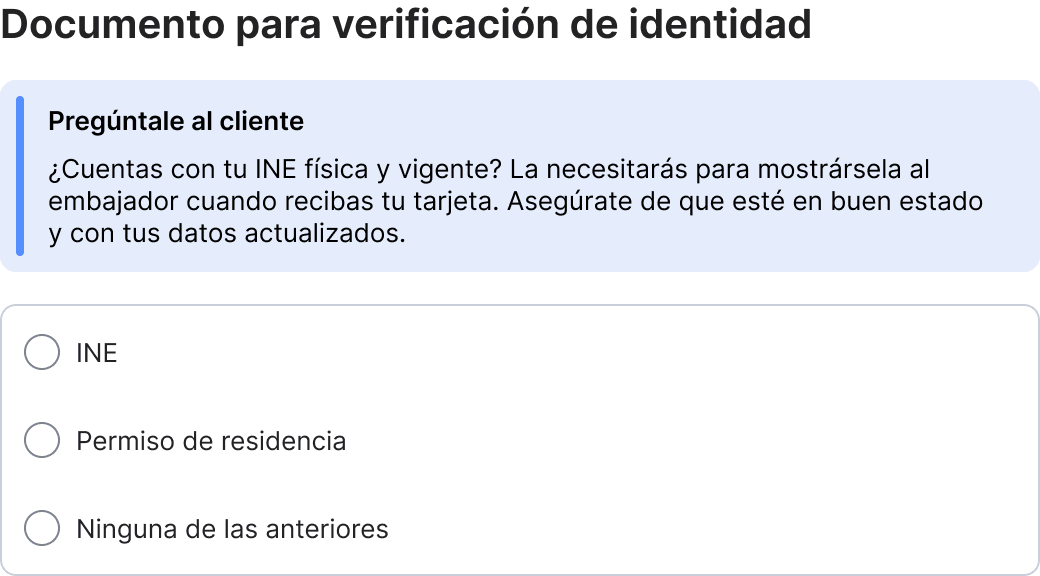 Documento para verificación de identidad
Pregúntale al cliente
¿Cuentas con tu INE física y vigente? La necesitarás para mostrársela al
embajador cuando recibas tu tarjeta. Asegúrate de que esté en buen estado
y con tus datos actualizados.
INE
Permiso de residencia
Ninguna de las anteriores